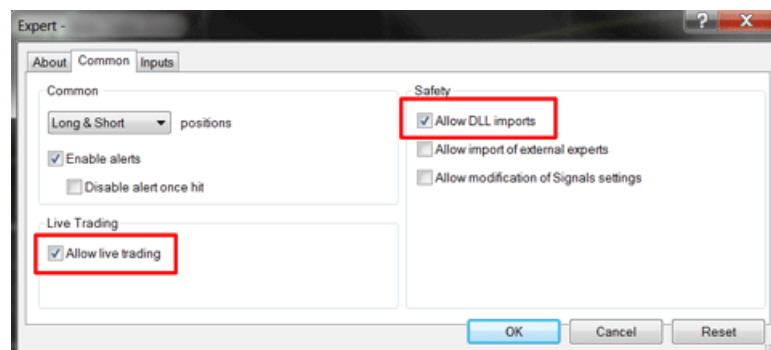 Expert -
?
X
About Common Inputs
Common
Long & Short positions
Enable alerts
Disable alert once hit
Live Trading
Allow live trading
Safety
Allow DLL imports
Allow import of external experts
Allow modification of Signals settings
OK Cancel Reset